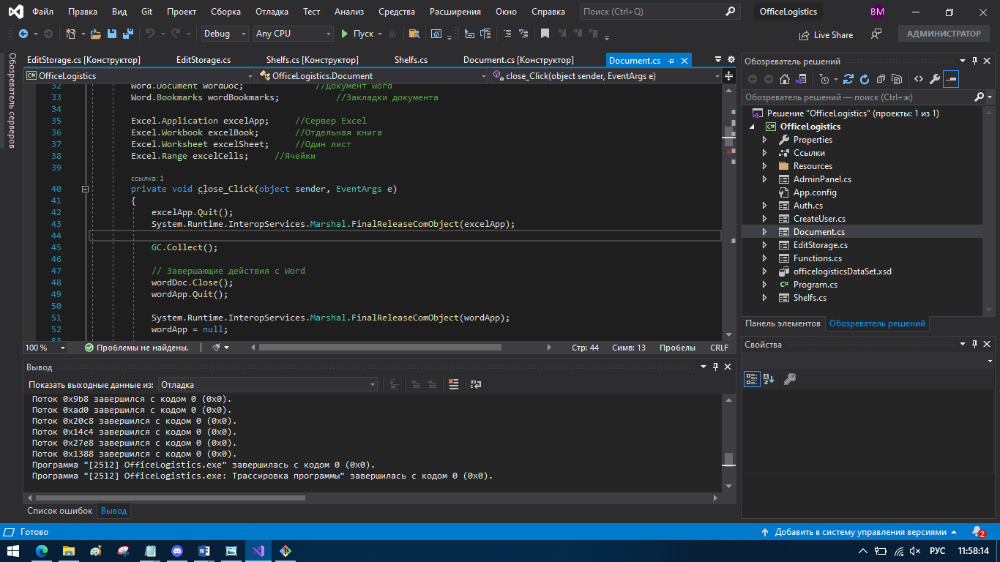 Файл Правка Вид Git Проект Сборка Отладка Тест Анализ Средства Расширения Окно Справка Поиск (Ctrl+Q) OfficeLogistics ВМ
Debug Any CPU Пуск Live Share АДМИНИСТРАТОР
Обозреватель серверов
EditStorage.cs [Конструктор] EditStorage.cs Shelfs.cs [Конструктор] Shelfs.cs Document.cs [Конструктор] Document.cs
OfficeLogistics OfficeLogistics.Document close_Click(object sender, EventArgs e)
32 Word.Document wordDoc; //Документ Word
33 Word.Bookmarks wordBookmarks; //Закладки документа
34
35 Excel.Application excelApp; //Сервер Excel
36 Excel.Workbook excelBook; //Отдельная книга
37 Excel.Worksheet excelSheet; //Один лист
38 Excel.Range excelCells; //Ячейки
39
ссылка: 1
40 private void close_Click(object sender, EventArgs e)
41 {
42 excelApp.Quit();
43 System.Runtime.InteropServices.Marshal.FinalReleaseComObject(excelApp);
44
45 GC.Collect();
46
47 // Завершающие действия с Word
48 wordDoc.Close();
49 wordApp.Quit();
50
51 System.Runtime.InteropServices.Marshal.FinalReleaseComObject(wordApp);
52 wordApp = null;
53
100 % Проблемы не найдены. Стр: 44 Симв: 13 Пробелы CRLF
Вывод
Показать выходные данные из: Отладка
Поток 0x9b8 завершился с кодом 0 (0x0).
Поток 0xad0 завершился с кодом 0 (0x0).
Поток 0x20c8 завершился с кодом 0 (0x0).
Поток 0x14c4 завершился с кодом 0 (0x0).
Поток 0x27e8 завершился с кодом 0 (0x0).
Поток 0x1388 завершился с кодом 0 (0x0).
Программа "[2512] OfficeLogistics.exe" завершилась с кодом 0 (0x0).
Программа "[2512] OfficeLogistics.exe: Трассировка программы" завершилась с кодом 0 (0x0).
Список ошибок Вывод
Обозреватель решений
Обозреватель решений — поиск (Ctrl+ж)
Решение "OfficeLogistics" (проекты: 1 из 1)
C# OfficeLogistics
Properties
Ссылки
Resources
AdminPanel.cs
App.config
Auth.cs
CreateUser.cs
Document.cs
EditStorage.cs
Functions.cs
officelogisticsDataSet.xsd
C# Program.cs
Shelfs.cs
Панель элементов Обозреватель решений
Свойства
Готово Добавить в систему управления версиями 2
РУС 11:58:14